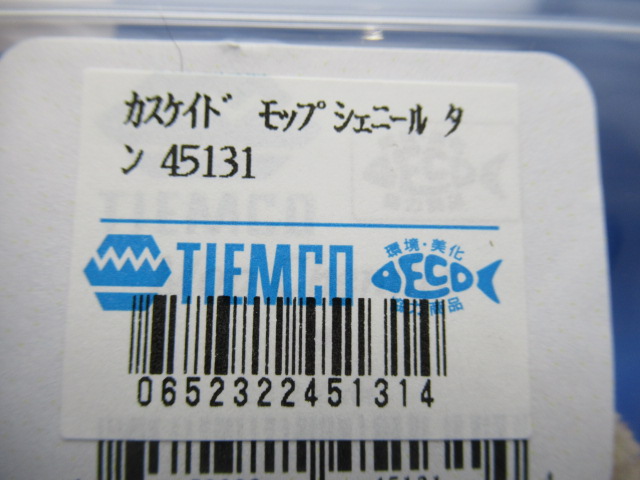 カスケイド モップシェニール タ
ン 45131
TIEMCO
環境・美化
ECO
0652322451314